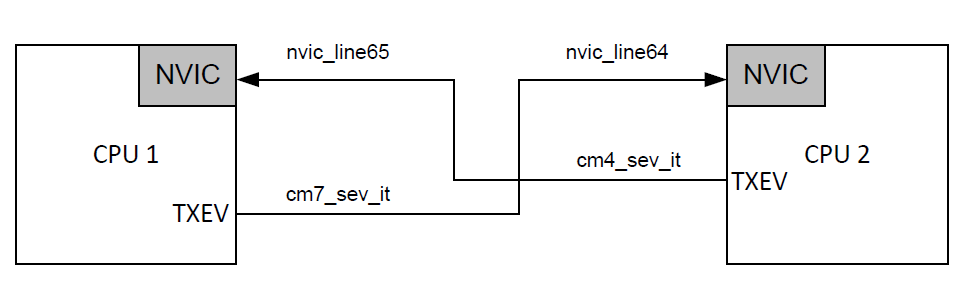 nvic_line65
nvic_line64
NVIC
NVIC
CPU 1
CPU 2
cm4_sev_it
TXEV
cm7_sev_it
TXEV